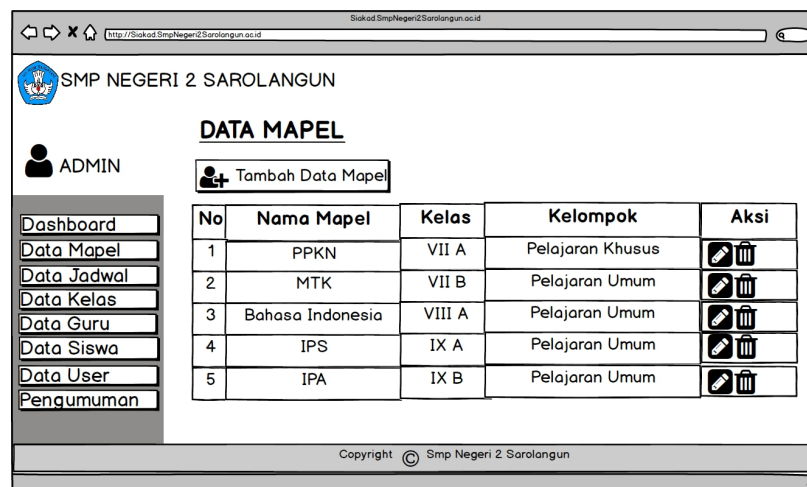 Siakad.SmpNegeri2Sarolangun.ac.id
http://Siakad.SmpNegeri2Sarolangun.ac.id
SMP NEGERI 2 SAROLANGUN
DATA MAPEL
ADMIN
Tambah Data Mapel
Dashboard
Data Mapel
Data Jadwal
Data Kelas
Data Guru
Data Siswa
Data User
Pengumuman
No Nama Mapel Kelas Kelompok Aksi
1 PPKN VII A Pelajaran Khusus
2 MTK VII B Pelajaran Umum
3 Bahasa Indonesia VIII A Pelajaran Umum
4 IPS IX A Pelajaran Umum
5 IPA IX B Pelajaran Umum
Copyright © Smp Negeri 2 Sarolangun